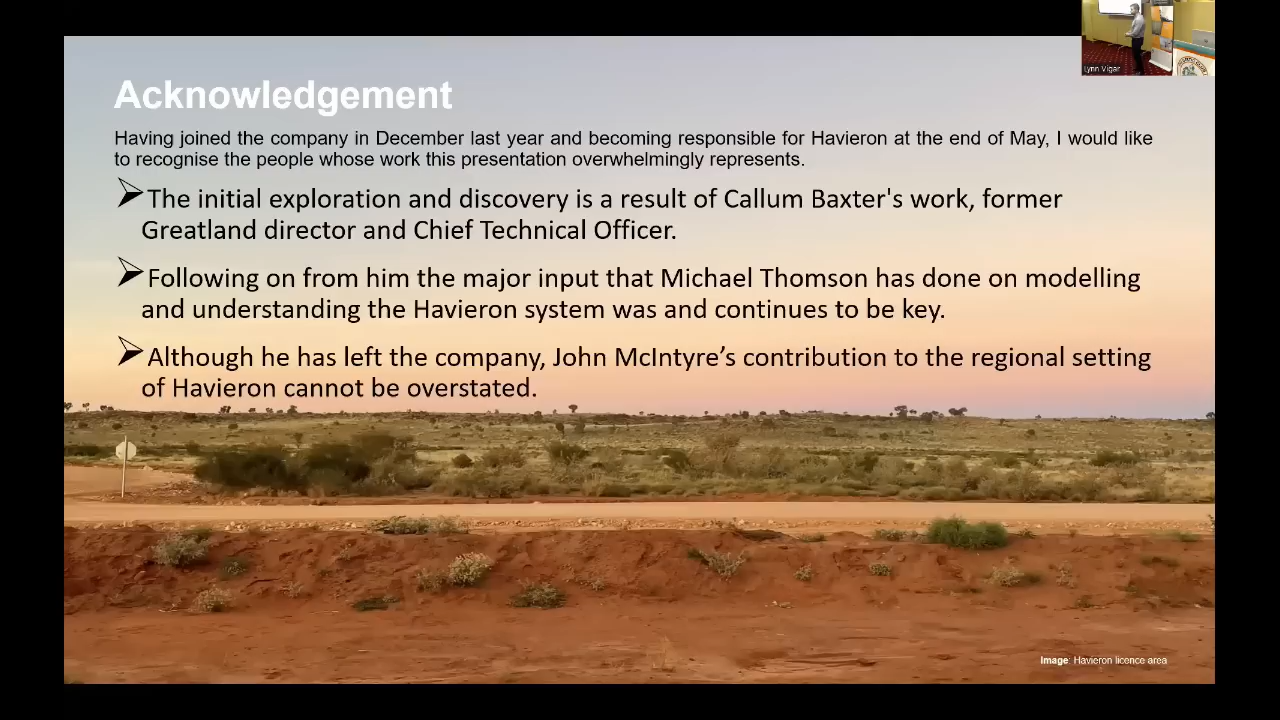 Lynn Vigar
Acknowledgement
Having joined the company in December last year and becoming responsible for Havieron at the end of May, I would like
to recognise the people whose work this presentation overwhelmingly represents.
The initial exploration and discovery is a result of Callum Baxter's work, former
Greatland director and Chief Technical Officer.
Following on from him the major input that Michael Thomson has done on modelling
and understanding the Havieron system was and continues to be key.
Although he has left the company, John McIntyre’s contribution to the regional setting
of Havieron cannot be overstated.
Image: Havieron licence area